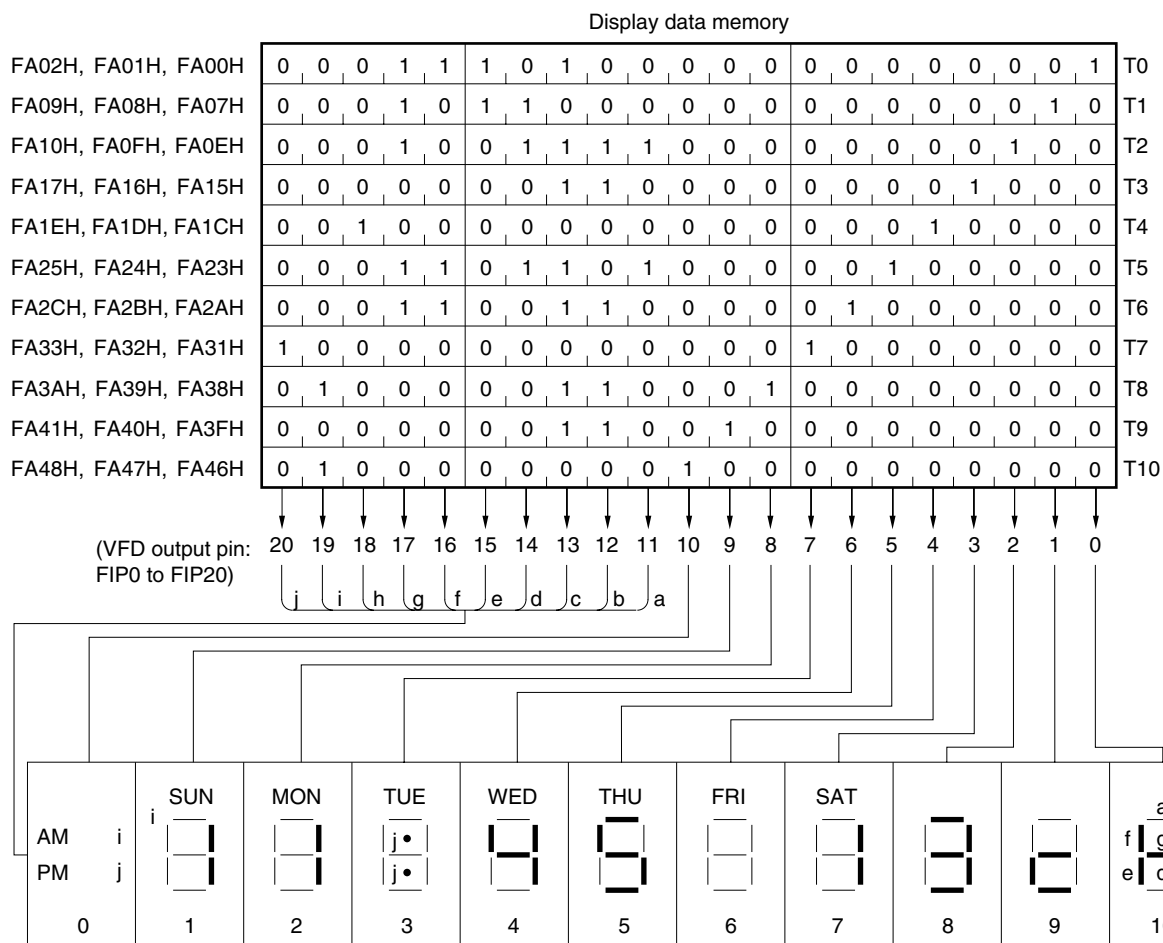 Display data memory
FA02H, FA01H, FA00H 0 0 0 1 1 1 0 1 0 0 0 0 0 0 0 0 0 0 0 0 1 T0
FA09H, FA08H, FA07H 0 0 0 1 0 1 1 0 0 0 0 0 0 0 0 0 0 0 0 1 0 T1
FA10H, FA0FH, FA0EH 0 0 0 1 0 0 1 1 1 1 0 0 0 0 0 0 0 0 1 0 0 T2
FA17H, FA16H, FA15H 0 0 0 0 0 0 0 1 1 0 0 0 0 0 0 0 0 1 0 0 0 T3
FA1EH, FA1DH, FA1CH 0 0 1 0 0 0 0 0 0 0 0 0 0 0 0 0 1 0 0 0 0 T4
FA25H, FA24H, FA23H 0 0 0 1 1 0 1 1 0 1 0 0 0 0 0 1 0 0 0 0 0 T5
FA2CH, FA2BH, FA2AH 0 0 0 1 1 0 0 1 1 0 0 0 0 0 1 0 0 0 0 0 0 T6
FA33H, FA32H, FA31H 1 0 0 0 0 0 0 0 0 0 0 0 0 1 0 0 0 0 0 0 0 T7
FA3AH, FA39H, FA38H 0 1 0 0 0 0 0 1 1 0 0 0 1 0 0 0 0 0 0 0 0 T8
FA41H, FA40H, FA3FH 0 0 0 0 0 0 0 1 1 0 0 1 0 0 0 0 0 0 0 0 0 T9
FA48H, FA47H, FA46H 0 1 0 0 0 0 0 0 0 0 1 0 0 0 0 0 0 0 0 0 0 T10
(VFD output pin: 20 19 18 17 16 15 14 13 12 11 10 9 8 7 6 5 4 3 2 1 0
FIP0 to FIP20)
j i h g f e d c b a
SUN MON TUE WED THU FRI SAT
i a
AM i j f g
PM j j e d
0 1 2 3 4 5 6 7 8 9 1